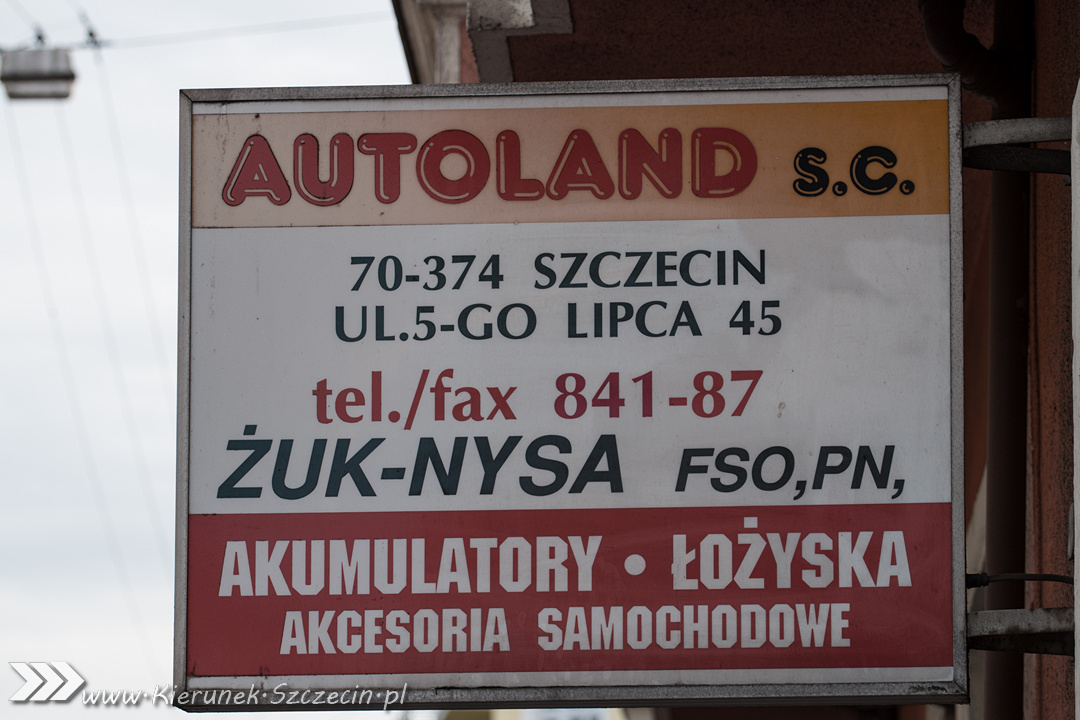 AUTOLAND s.c.
70-374 SZCZECIN
UL.5-GO LIPCA 45
tel./fax 841-87
ŻUK-NYSA FSO,PN,
AKUMULATORY • ŁOŻYSKA
AKCESORIA SAMOCHODOWE
www.Kierunek.Szczecin.pl